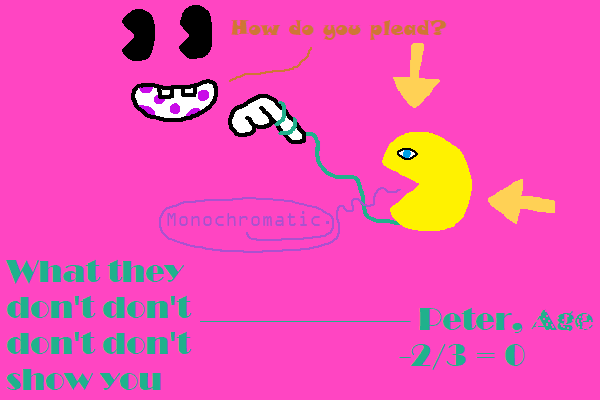 How do you plead?
Monochromatic.
What they
don't don't
don't don't
show you
Peter, Age
2/3 - 0